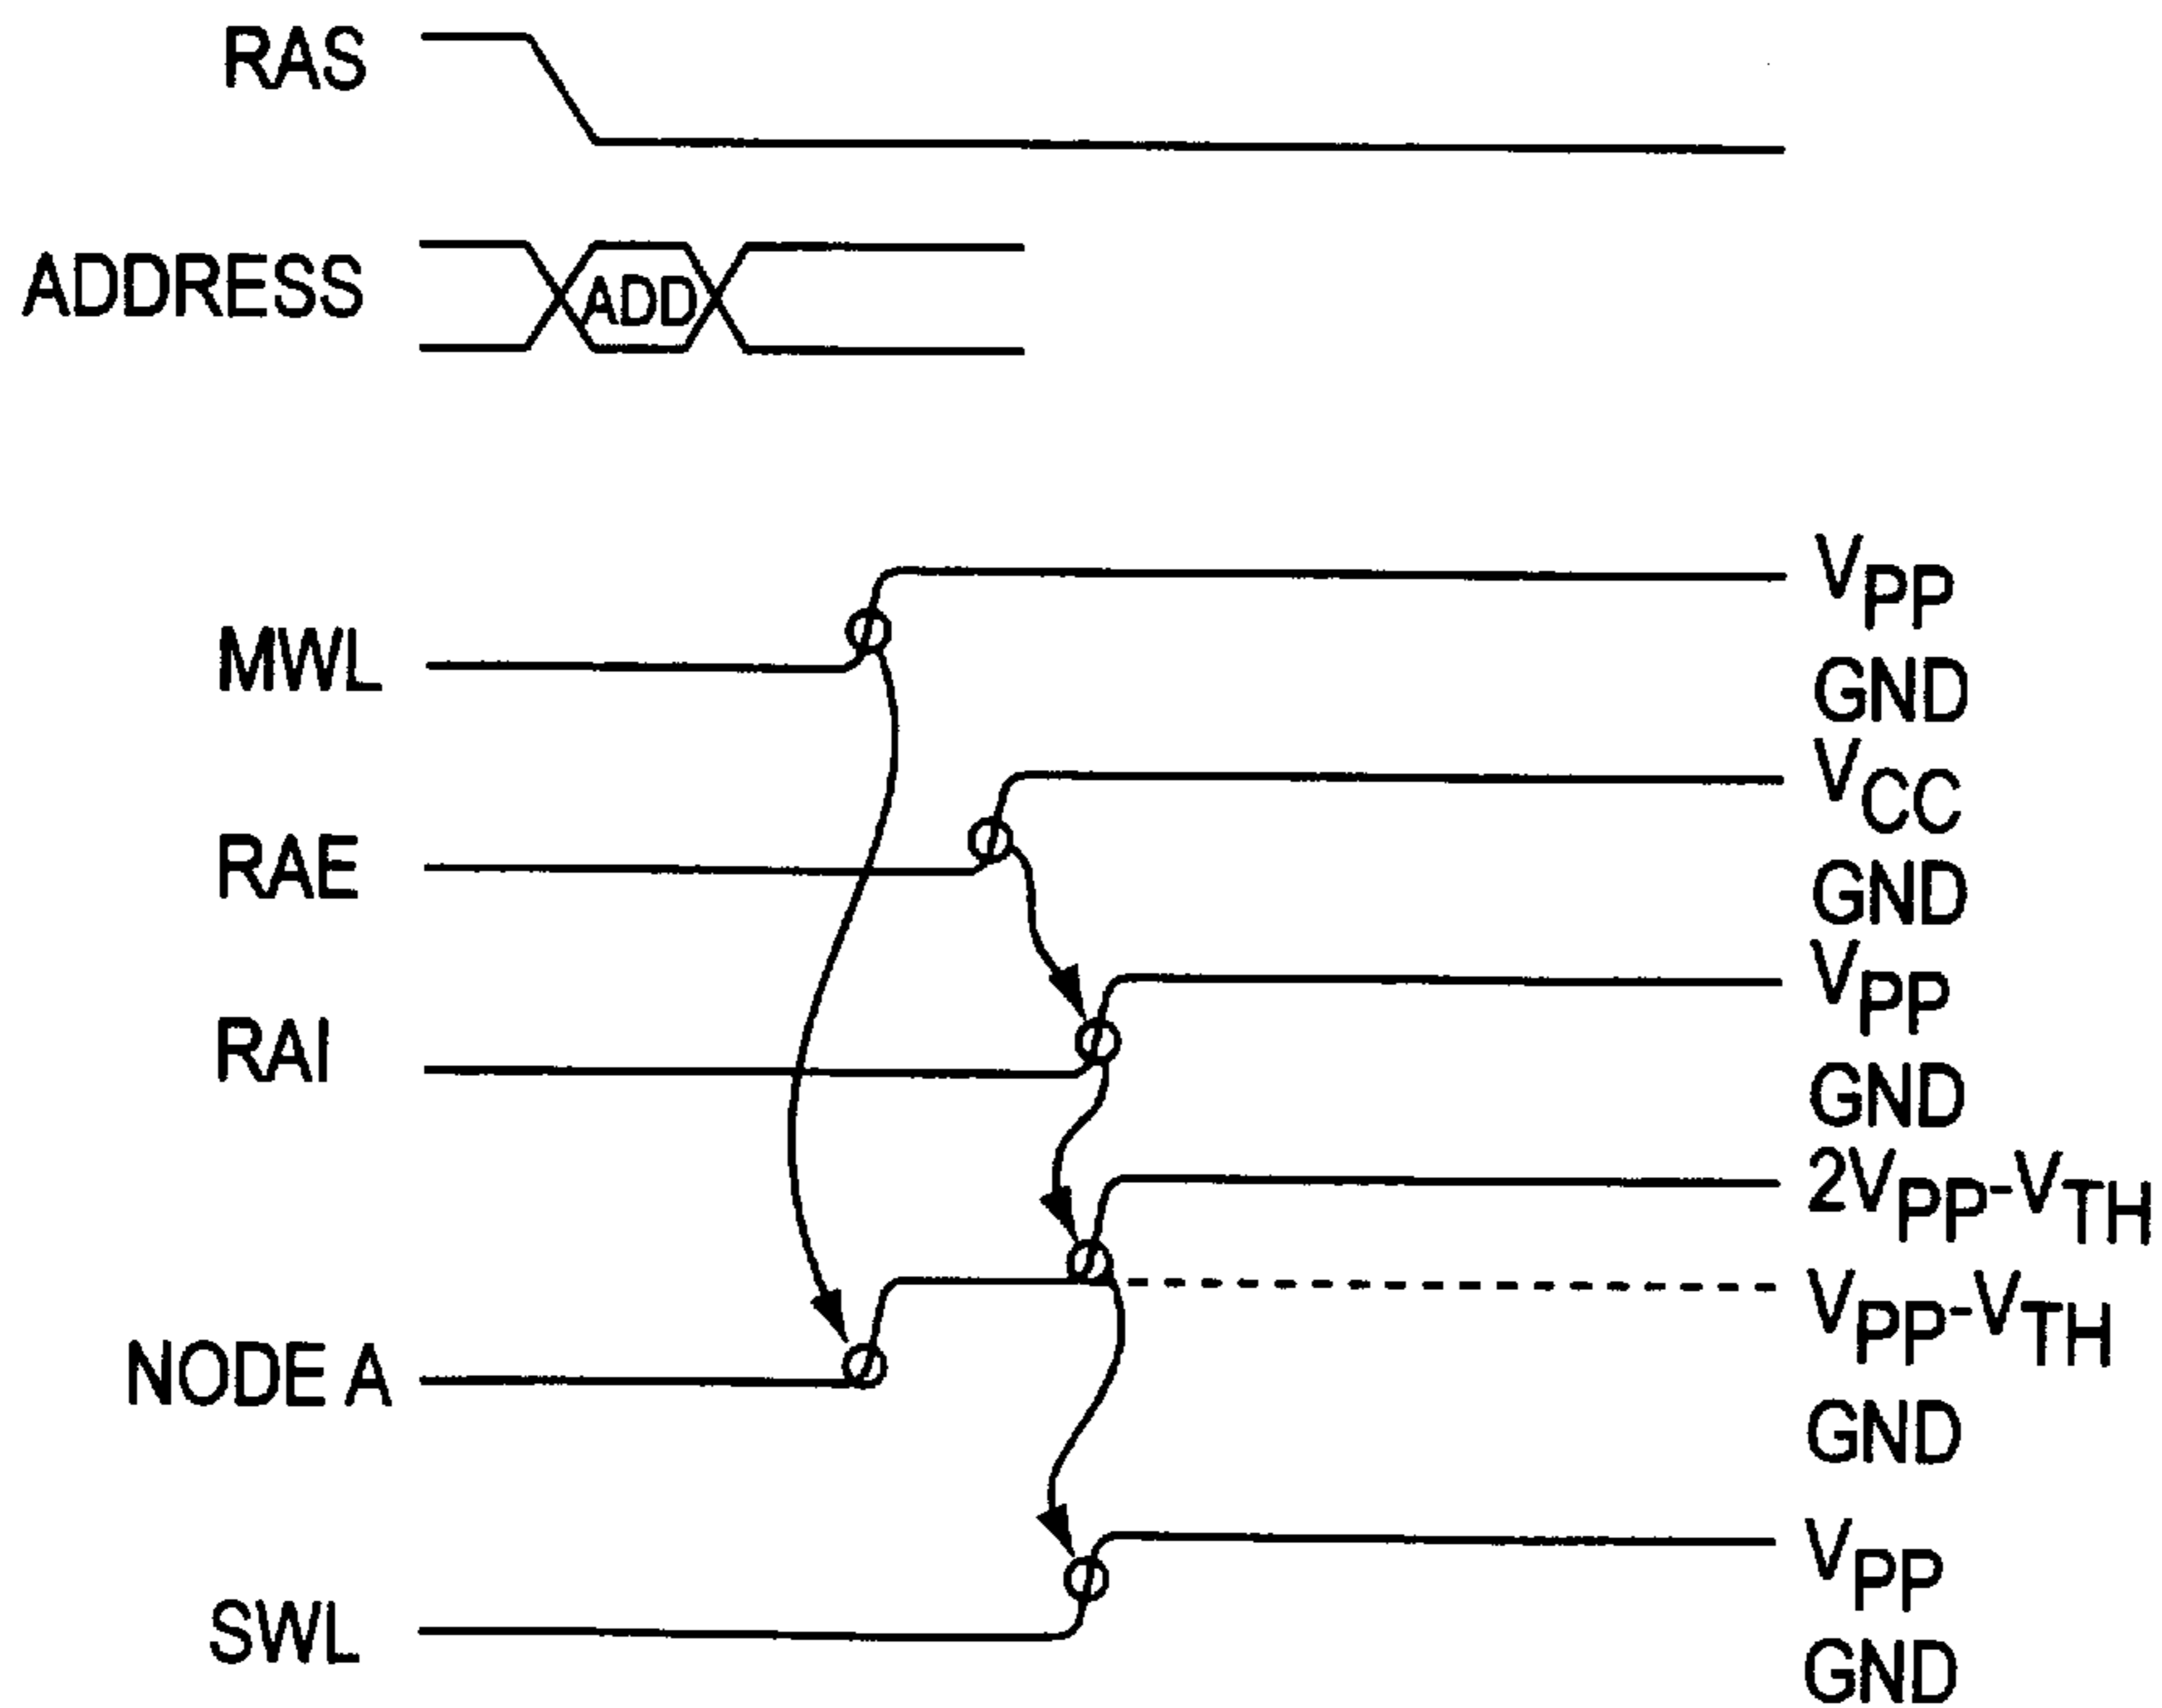 RAS
ADDRESS
ADD
MWL
VPP
GND
RAE
VCC
GND
RAI
VPP
GND
NODE A
2VPP-VTH
VPP-VTH
GND
SWL
VPP
GND